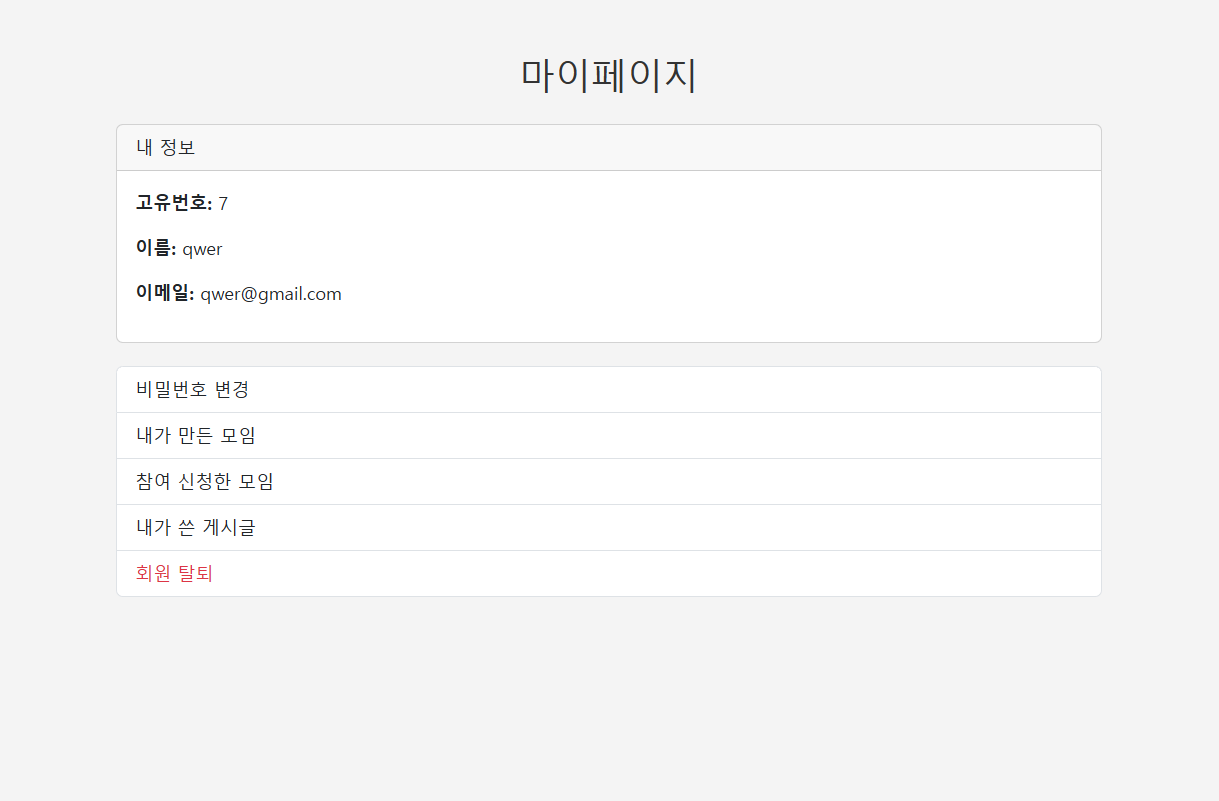 마이페이지
내 정보
고유번호: 7
이름: qwer
이메일: qwer@gmail.com
비밀번호 변경
내가 만든 모임
참여 신청한 모임
내가 쓴 게시글
회원 탈퇴